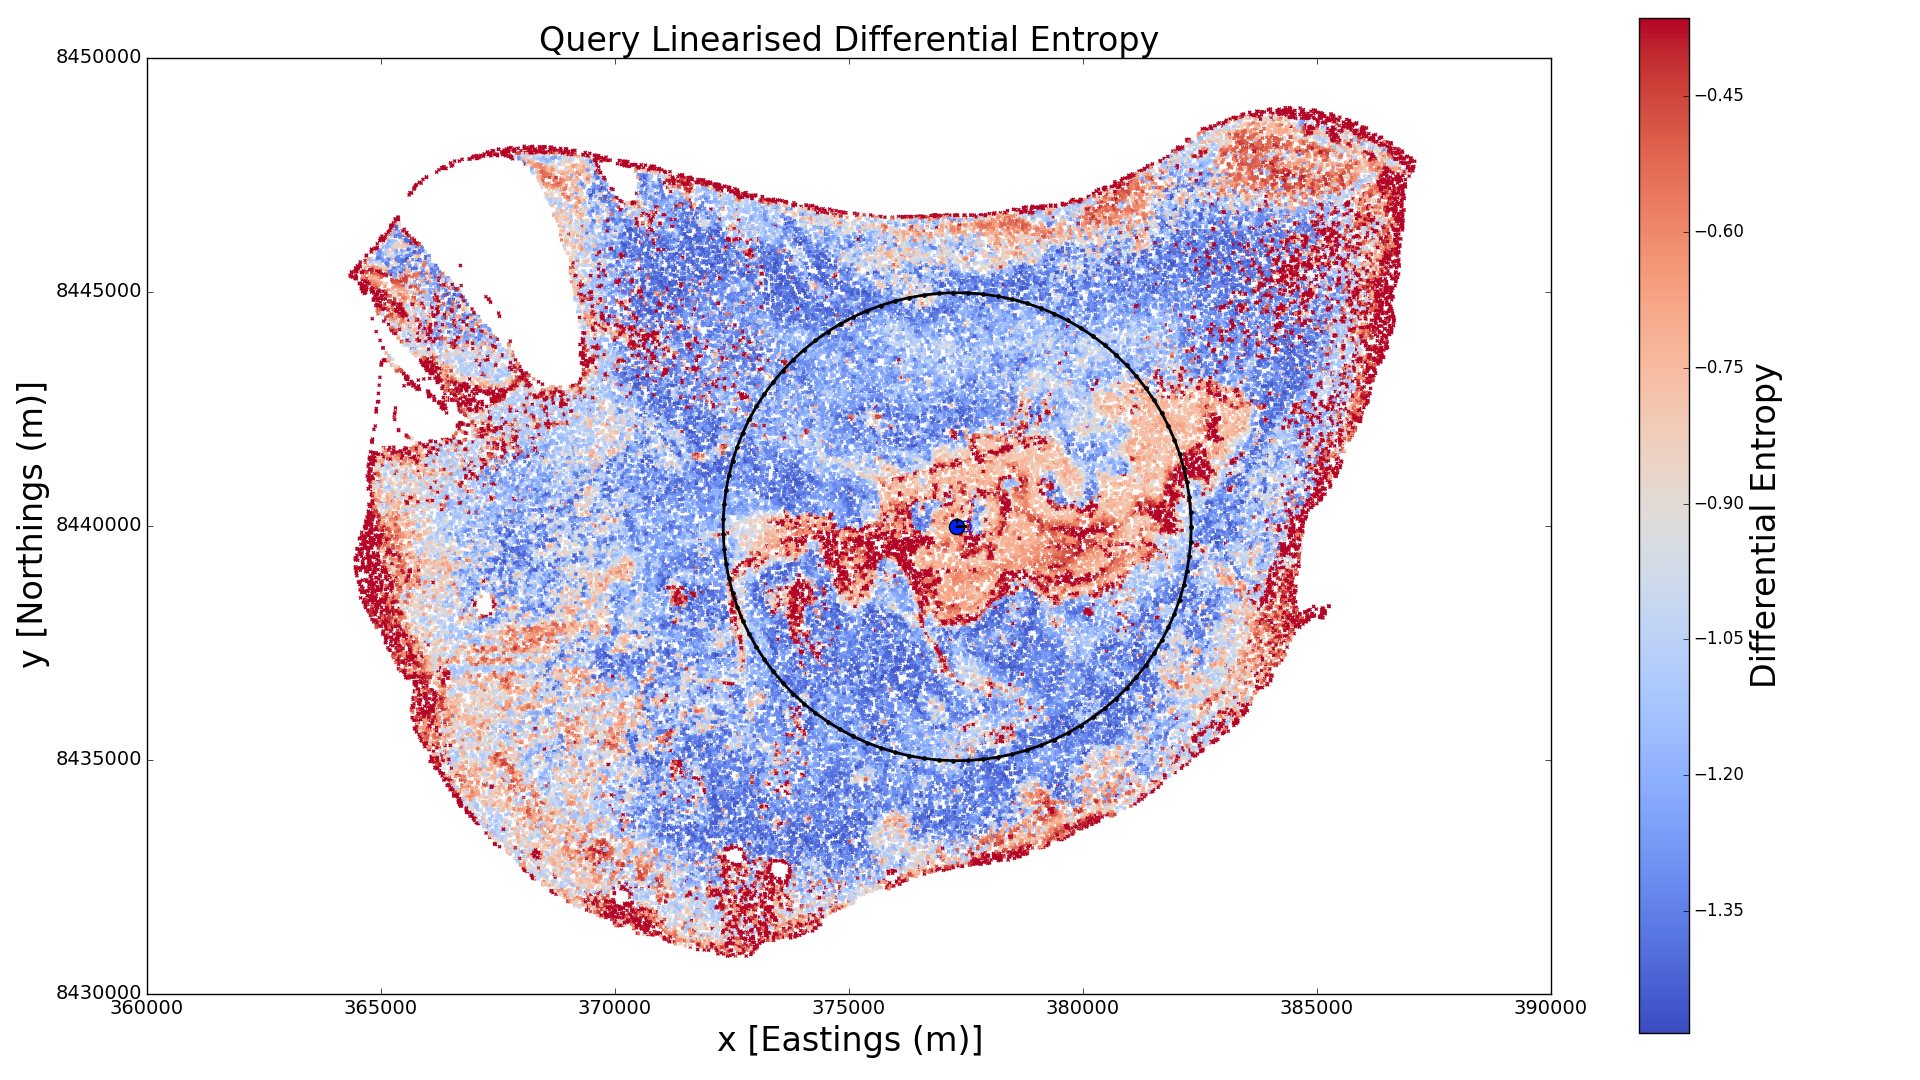 Query Linearised Differential Entropy
8450000
8445000
8440000
8435000
8430000
y [Northings (m)]
360000 365000 370000 375000 380000 385000 390000
x [Eastings (m)]
−0.45
−0.60
−0.75
−0.90
−1.05
−1.20
−1.35
Differential Entropy